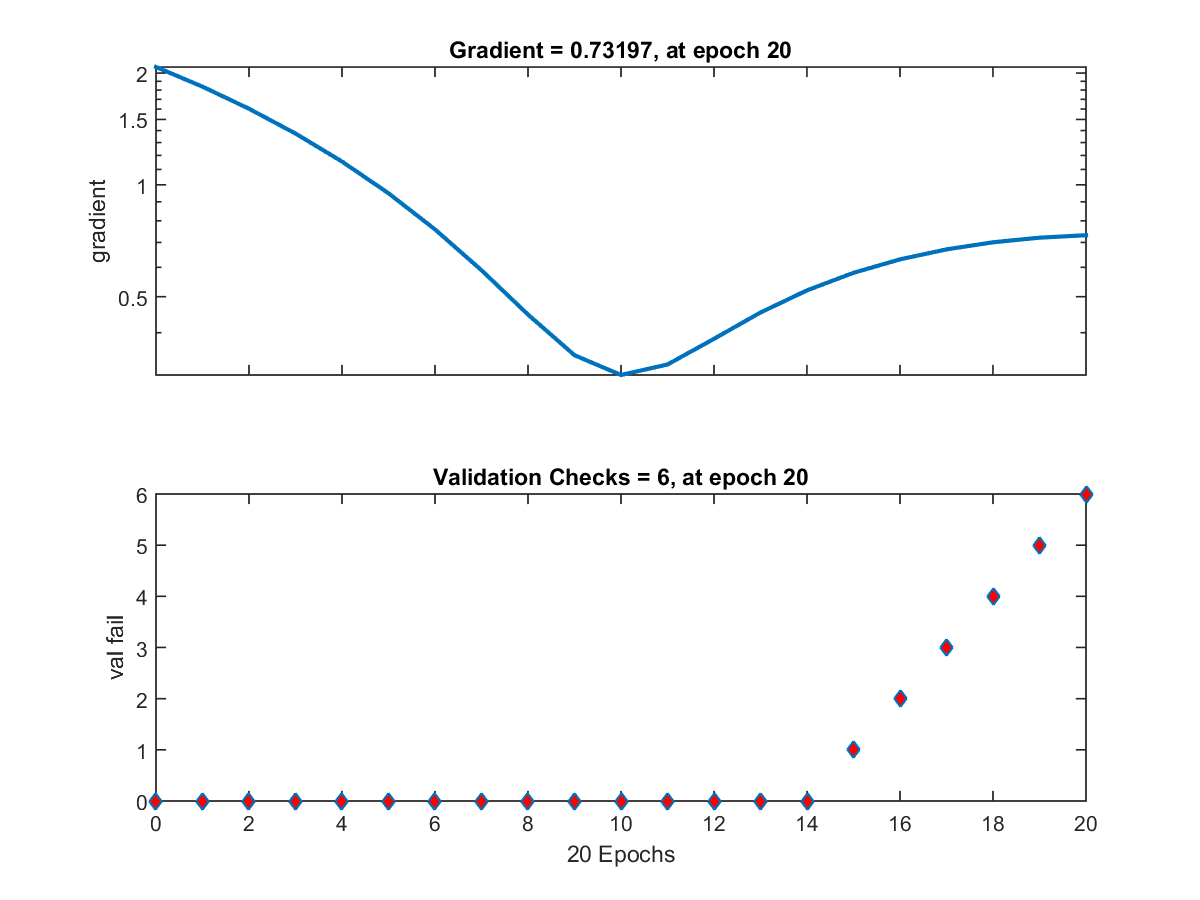 Gradient = 0.73197, at epoch 20
2
1.5
1
0.5
gradient
Validation Checks = 6, at epoch 20
6
5
4
3
2
1
0
val fail
0 2 4 6 8 10 12 14 16 18 20
20 Epochs